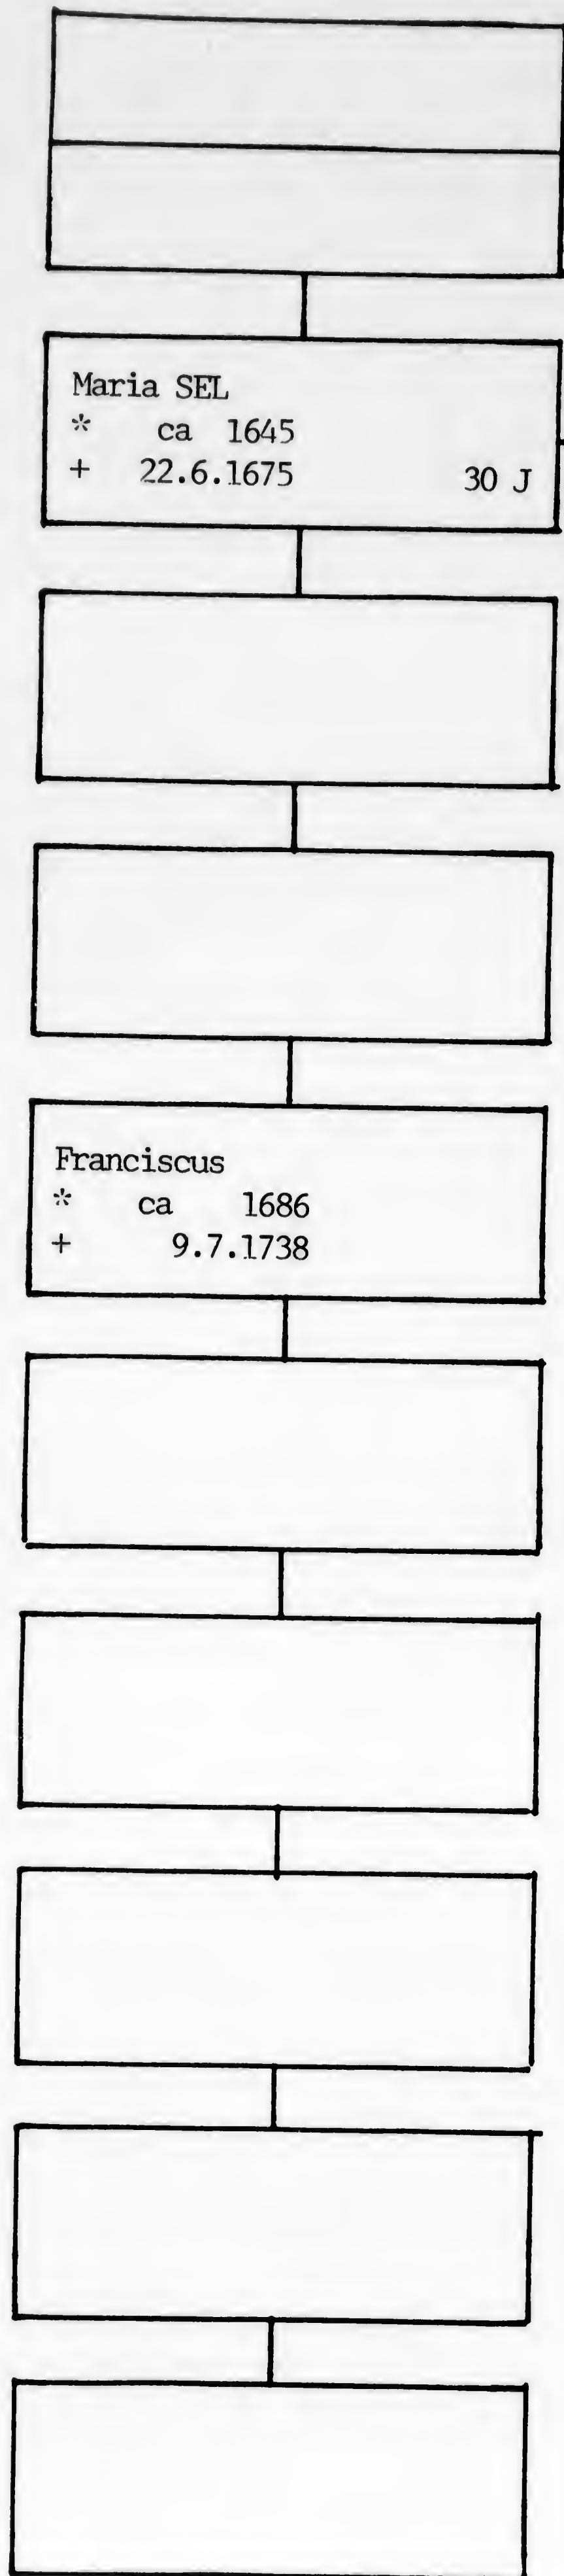 Maria SEL
* ca 1645
+ 22.6.1675 30 J
Franciscus
* ca 1686
+ 9.7.1738